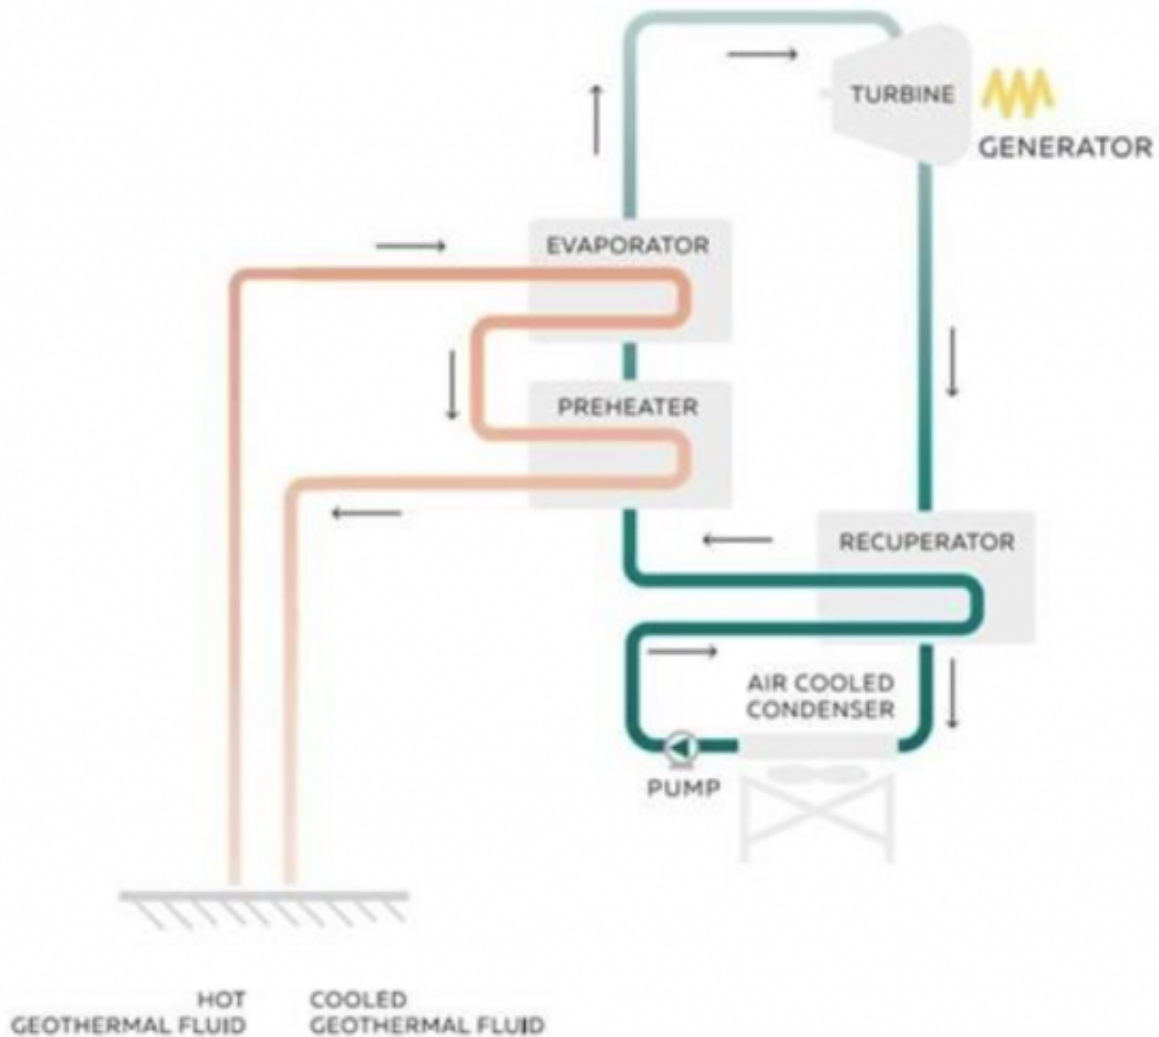 TURBINE
GENERATOR
EVAPORATOR
PREHEATER
RECUPERATOR
AIR COOLED
CONDENSER
PUMP
HOT
GEOTHERMAL FLUID
COOLED
GEOTHERMAL FLUID